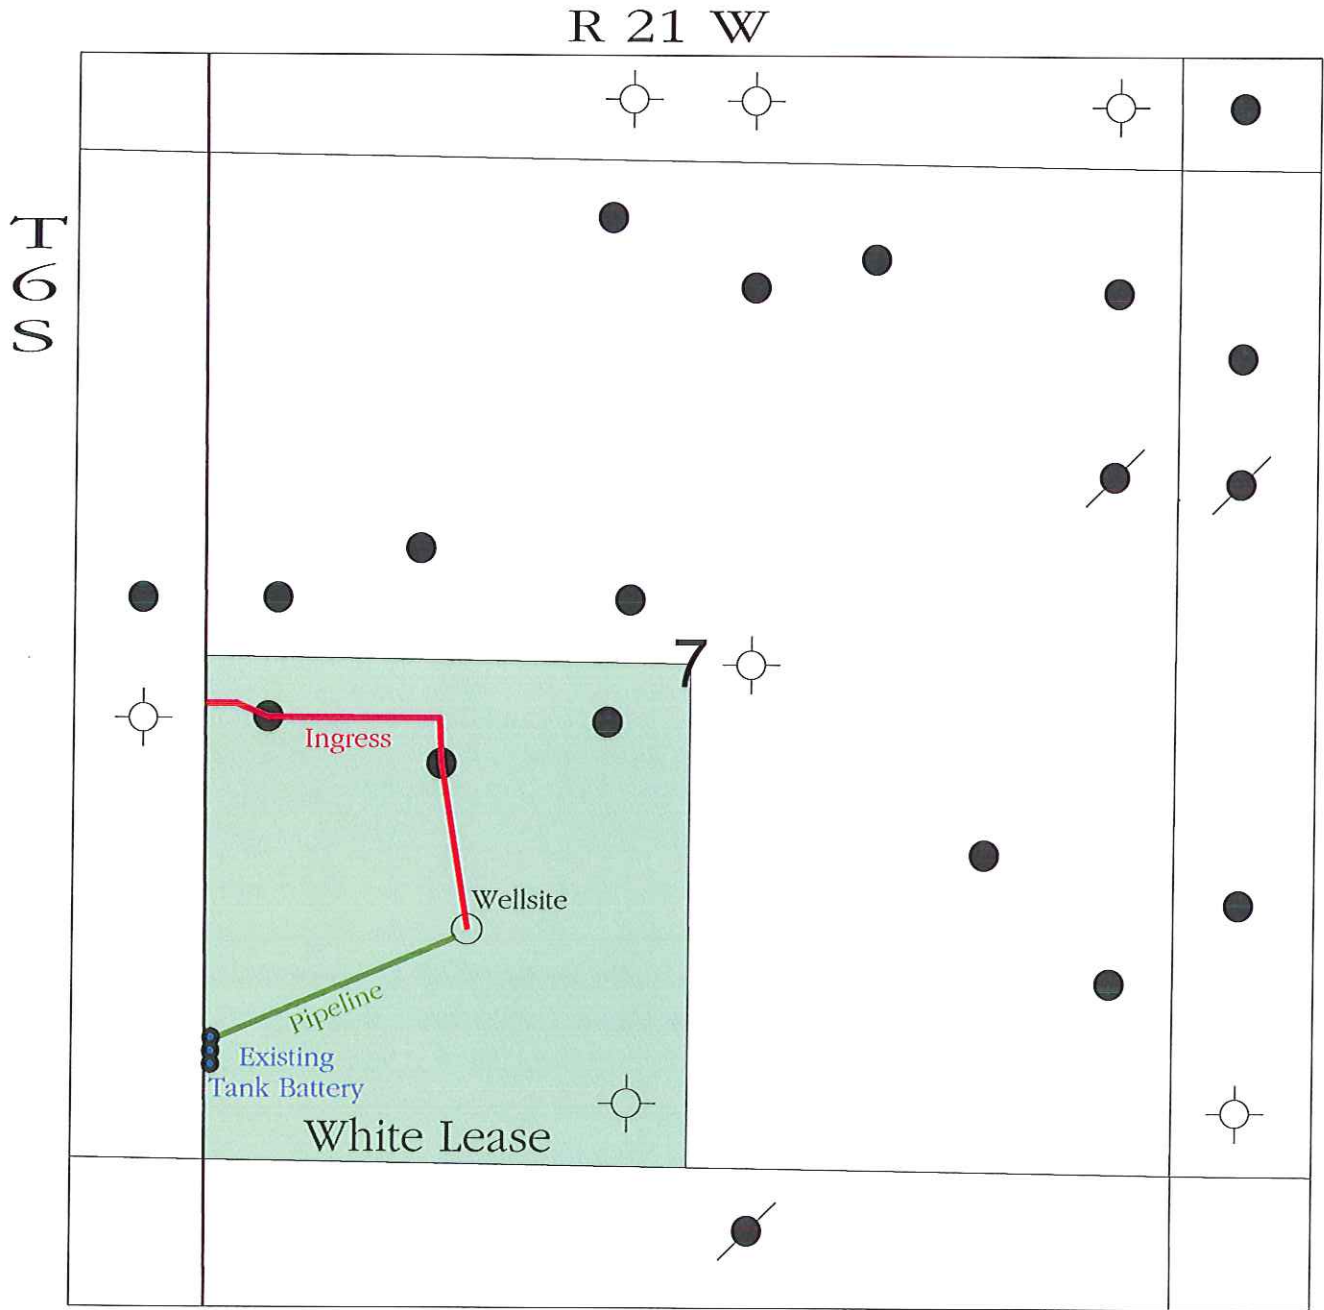 R 21 W
T
6
S
7
Ingress
Wellsite
Pipeline
Existing
Tank Battery
White Lease